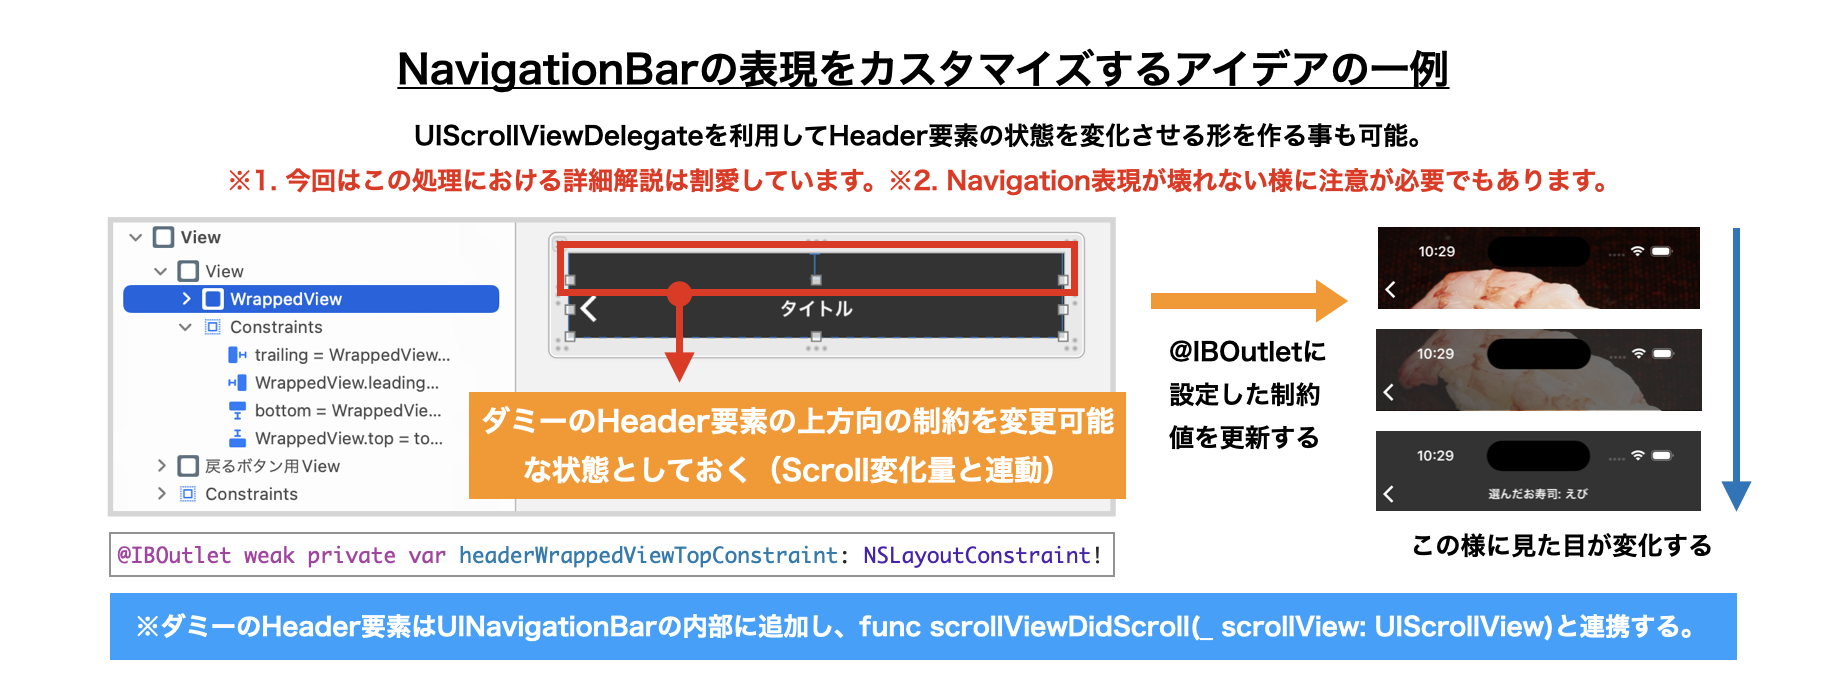 NavigationBarの表現をカスタマイズするアイデアの一例
UIScrollViewDelegateを利用してHeader要素の状態を変化させる形を作る事も可能。
※1. 今回はこの処理における詳細解説は割愛しています。※2. Navigation表現が壊れない様に注意が必要でもあります。
View
View
WrappedView
Constraints
trailing = WrappedView...
WrappedView.leading...
bottom = WrappedVie...
WrappedView.top = to...
戻るボタン用View
Constraints
タイトル
ダミーのHeader要素の上方向の制約を変更可能
な状態としておく（Scroll変化量と連動）
@IBOutlet weak private var headerWrappedViewTopConstraint: NSLayoutConstraint!
@IBOutletに
設定した制約
値を更新する
10:29
10:29
10:29
選んだお寿司: えび
この様に見た目が変化する
※ダミーのHeader要素はUINavigationBarの内部に追加し、func scrollViewDidScroll(_ scrollView: UIScrollView)と連携する。